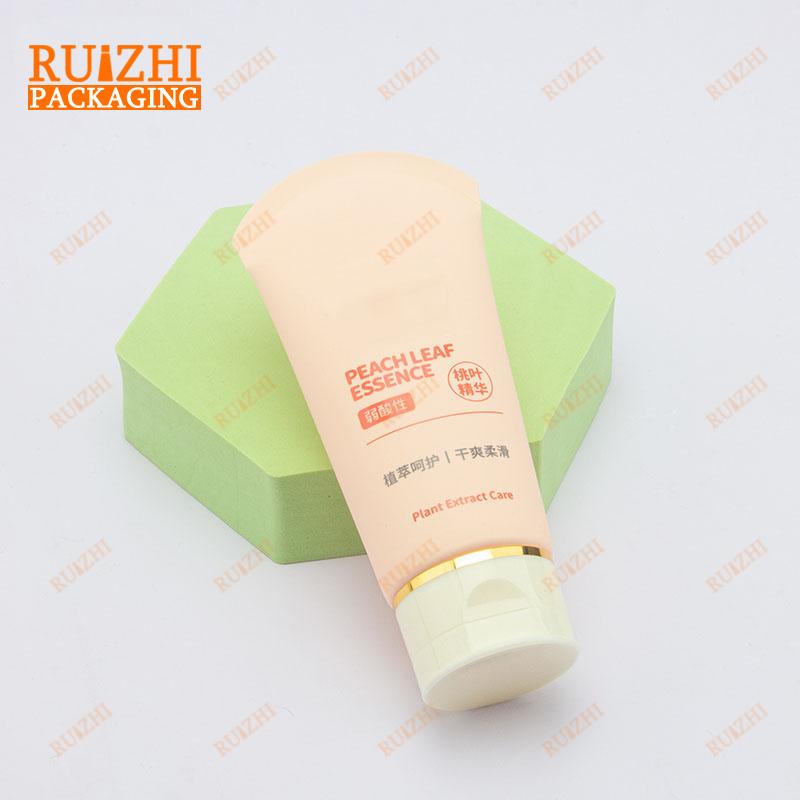 RUIZHI
PACKAGING
PEACH LEAF
ESSENCE
桃叶
精华
弱酸性
植萃呵护 | 干爽柔滑
Plant Extract Care